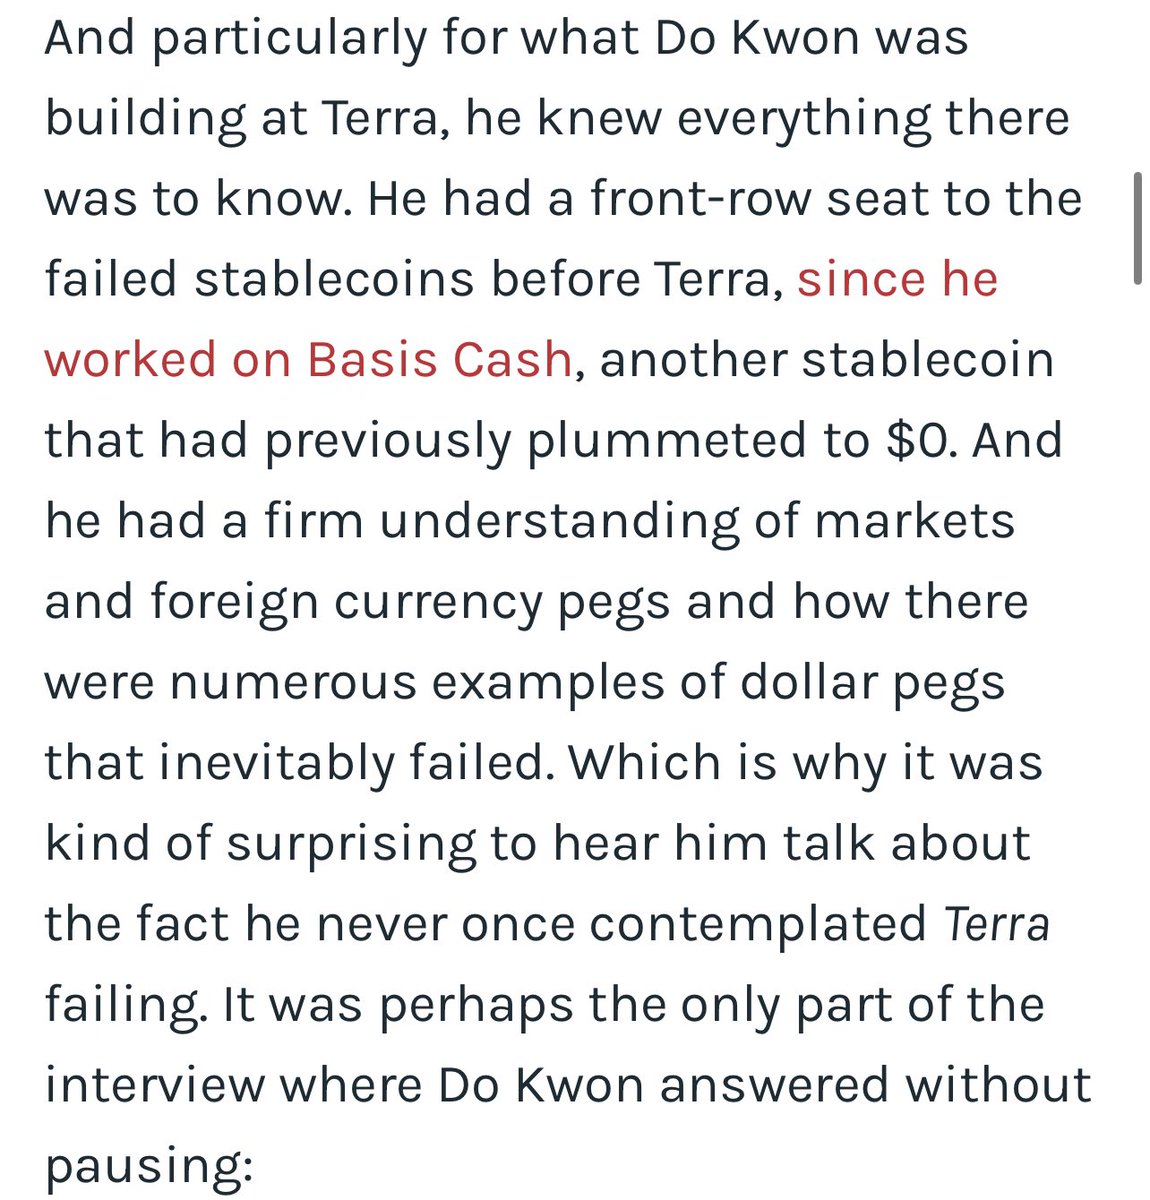 And particularly for what Do Kwon was
building at Terra, he knew everything there
was to know. He had a front-row seat to the
failed stablecoins before Terra, since he
worked on Basis Cash, another stablecoin
that had previously plummeted to $0. And
he had a firm understanding of markets
and foreign currency pegs and how there
were numerous examples of dollar pegs
that inevitably failed. Which is why it was
kind of surprising to hear him talk about
the fact he never once contemplated Terra
failing. It was perhaps the only part of the
interview where Do Kwon answered without
pausing: